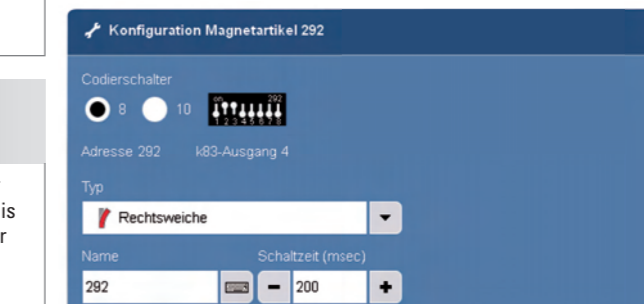 Konfiguration Magnetartikel 292
Codierschalter
8 10 on 292
1 2 3 4 5 6 7 8
Adresse 292 k83-Ausgang 4
Typ
is
Rechtsweiche
r
Name Schaltzeit (msec)
292 - 200 +